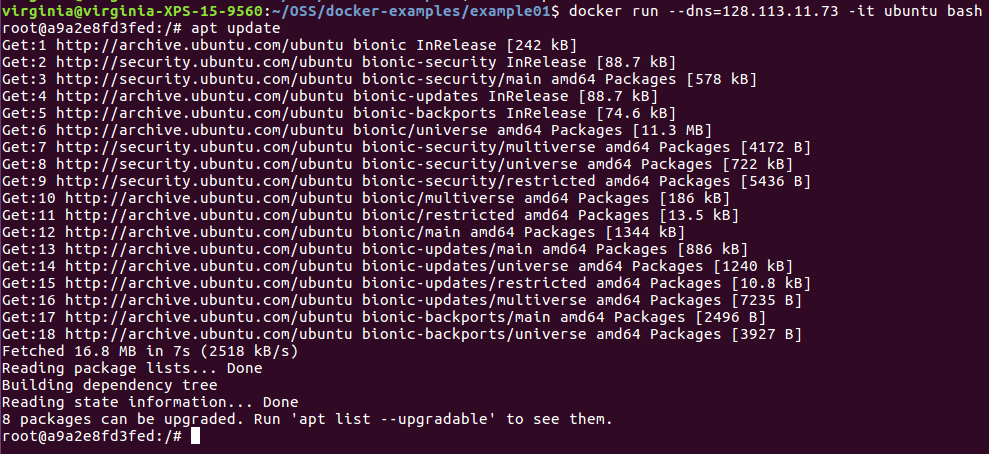 virginia@virginia-XPS-15-9560:~/OSS/docker-examples/example01$ docker run --dns=128.113.11.73 -it ubuntu bash
root@a9a2e8fd3fed:/# apt update
Get:1 http://archive.ubuntu.com/ubuntu bionic InRelease [242 kB]
Get:2 http://security.ubuntu.com/ubuntu bionic-security InRelease [88.7 kB]
Get:3 http://security.ubuntu.com/ubuntu bionic-security/main amd64 Packages [578 kB]
Get:4 http://archive.ubuntu.com/ubuntu bionic-updates InRelease [88.7 kB]
Get:5 http://archive.ubuntu.com/ubuntu bionic-backports InRelease [74.6 kB]
Get:6 http://archive.ubuntu.com/ubuntu bionic/universe amd64 Packages [11.3 MB]
Get:7 http://security.ubuntu.com/ubuntu bionic-security/multiverse amd64 Packages [4172 B]
Get:8 http://security.ubuntu.com/ubuntu bionic-security/universe amd64 Packages [722 kB]
Get:9 http://security.ubuntu.com/ubuntu bionic-security/restricted amd64 Packages [5436 B]
Get:10 http://archive.ubuntu.com/ubuntu bionic/multiverse amd64 Packages [186 kB]
Get:11 http://archive.ubuntu.com/ubuntu bionic/restricted amd64 Packages [13.5 kB]
Get:12 http://archive.ubuntu.com/ubuntu bionic/main amd64 Packages [1344 kB]
Get:13 http://archive.ubuntu.com/ubuntu bionic-updates/main amd64 Packages [886 kB]
Get:14 http://archive.ubuntu.com/ubuntu bionic-updates/universe amd64 Packages [1240 kB]
Get:15 http://archive.ubuntu.com/ubuntu bionic-updates/restricted amd64 Packages [10.8 kB]
Get:16 http://archive.ubuntu.com/ubuntu bionic-updates/multiverse amd64 Packages [7235 B]
Get:17 http://archive.ubuntu.com/ubuntu bionic-backports/main amd64 Packages [2496 B]
Get:18 http://archive.ubuntu.com/ubuntu bionic-backports/universe amd64 Packages [3927 B]
Fetched 16.8 MB in 7s (2518 kB/s)
Reading package lists... Done
Building dependency tree
Reading state information... Done
8 packages can be upgraded. Run 'apt list --upgradable' to see them.
root@a9a2e8fd3fed:/#